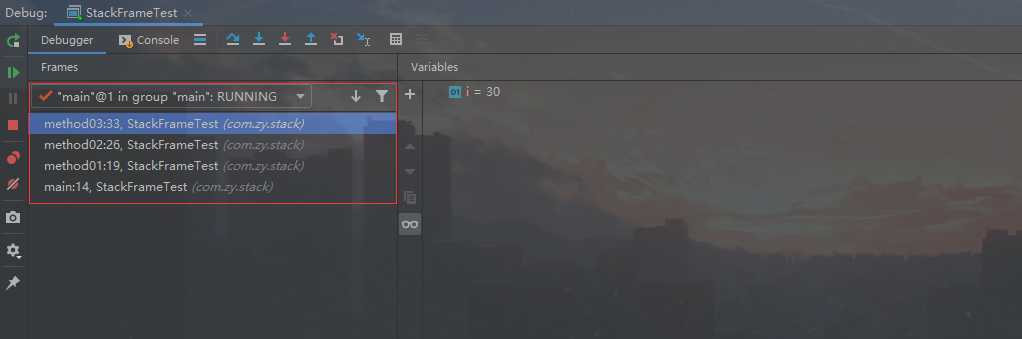 Debug: StackFrameTest
Debugger Console
Frames
Variables
"main"@1 in group "main": RUNNING
01 i = 30
method03:33, StackFrameTest (com.zy.stack)
method02:26, StackFrameTest (com.zy.stack)
method01:19, StackFrameTest (com.zy.stack)
main:14, StackFrameTest (com.zy.stack)